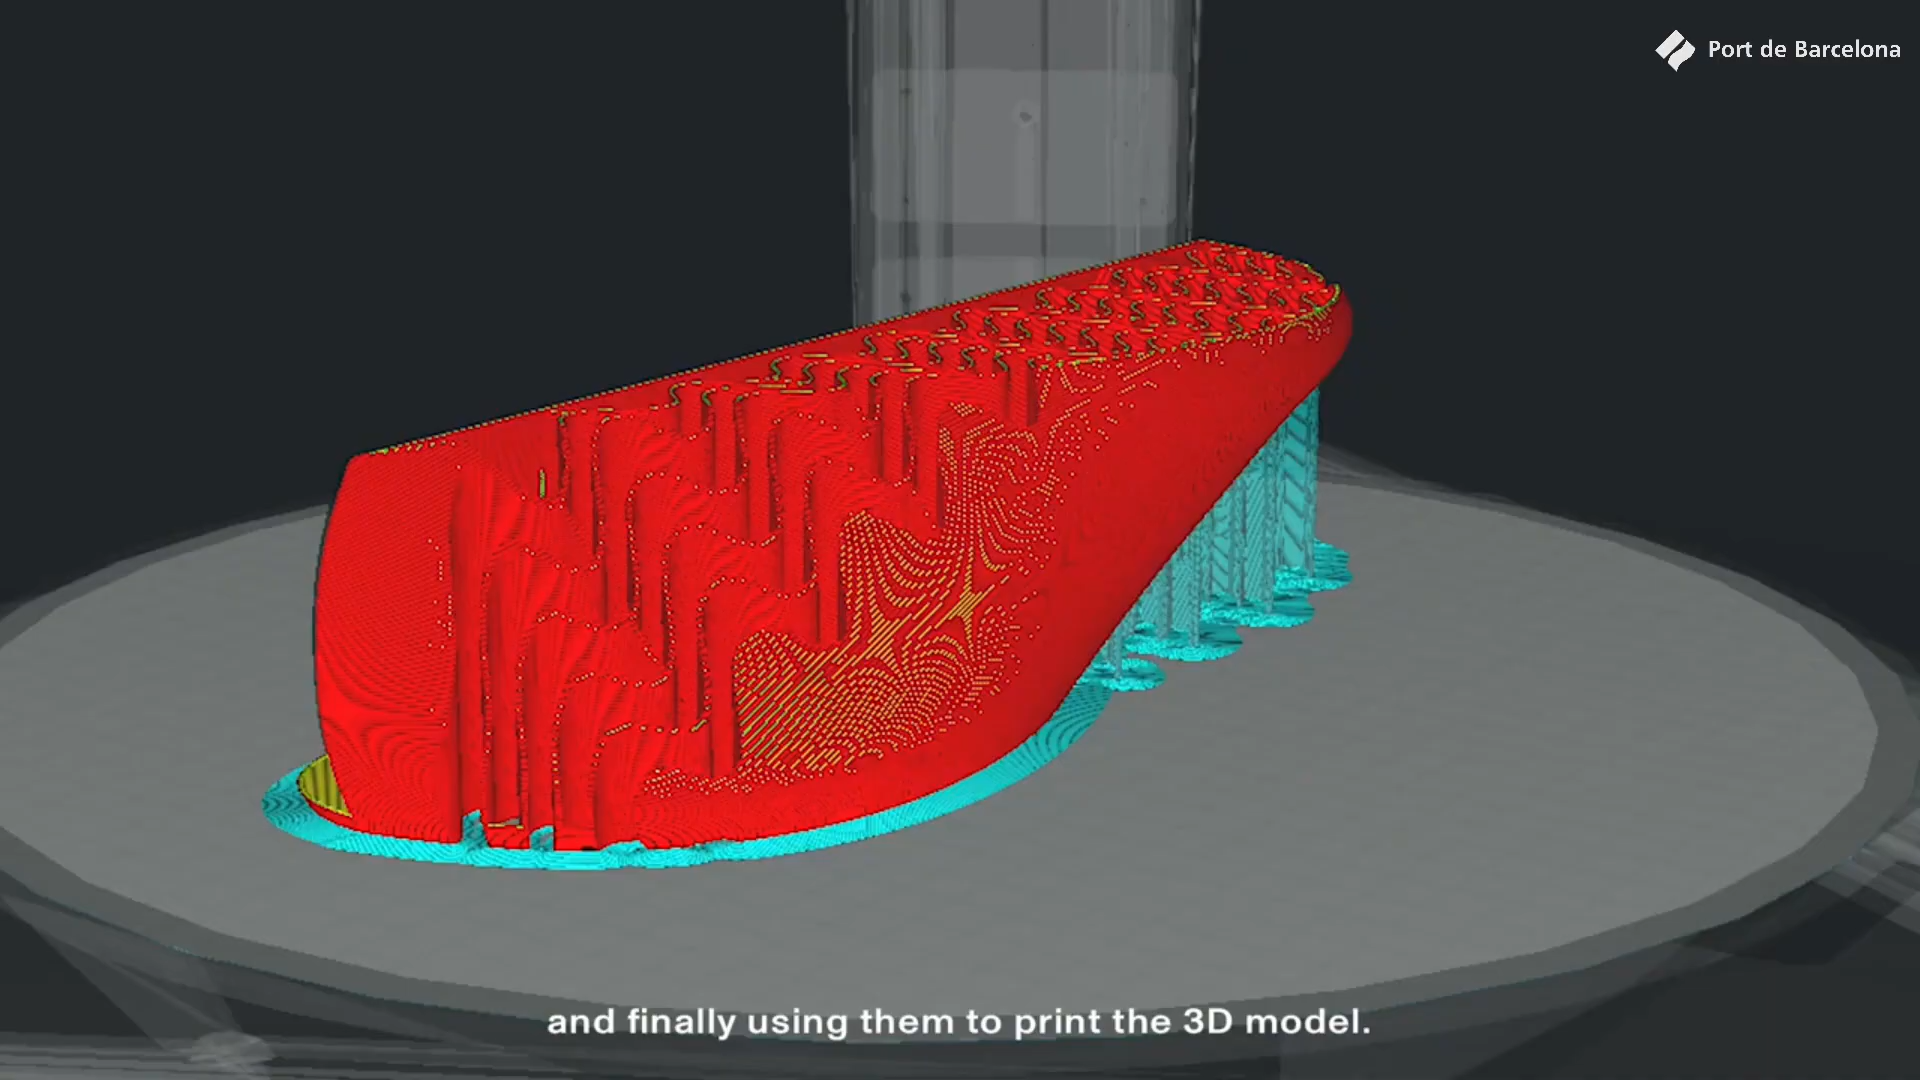 Port de Barcelona
and finally using them to print the 3D model.